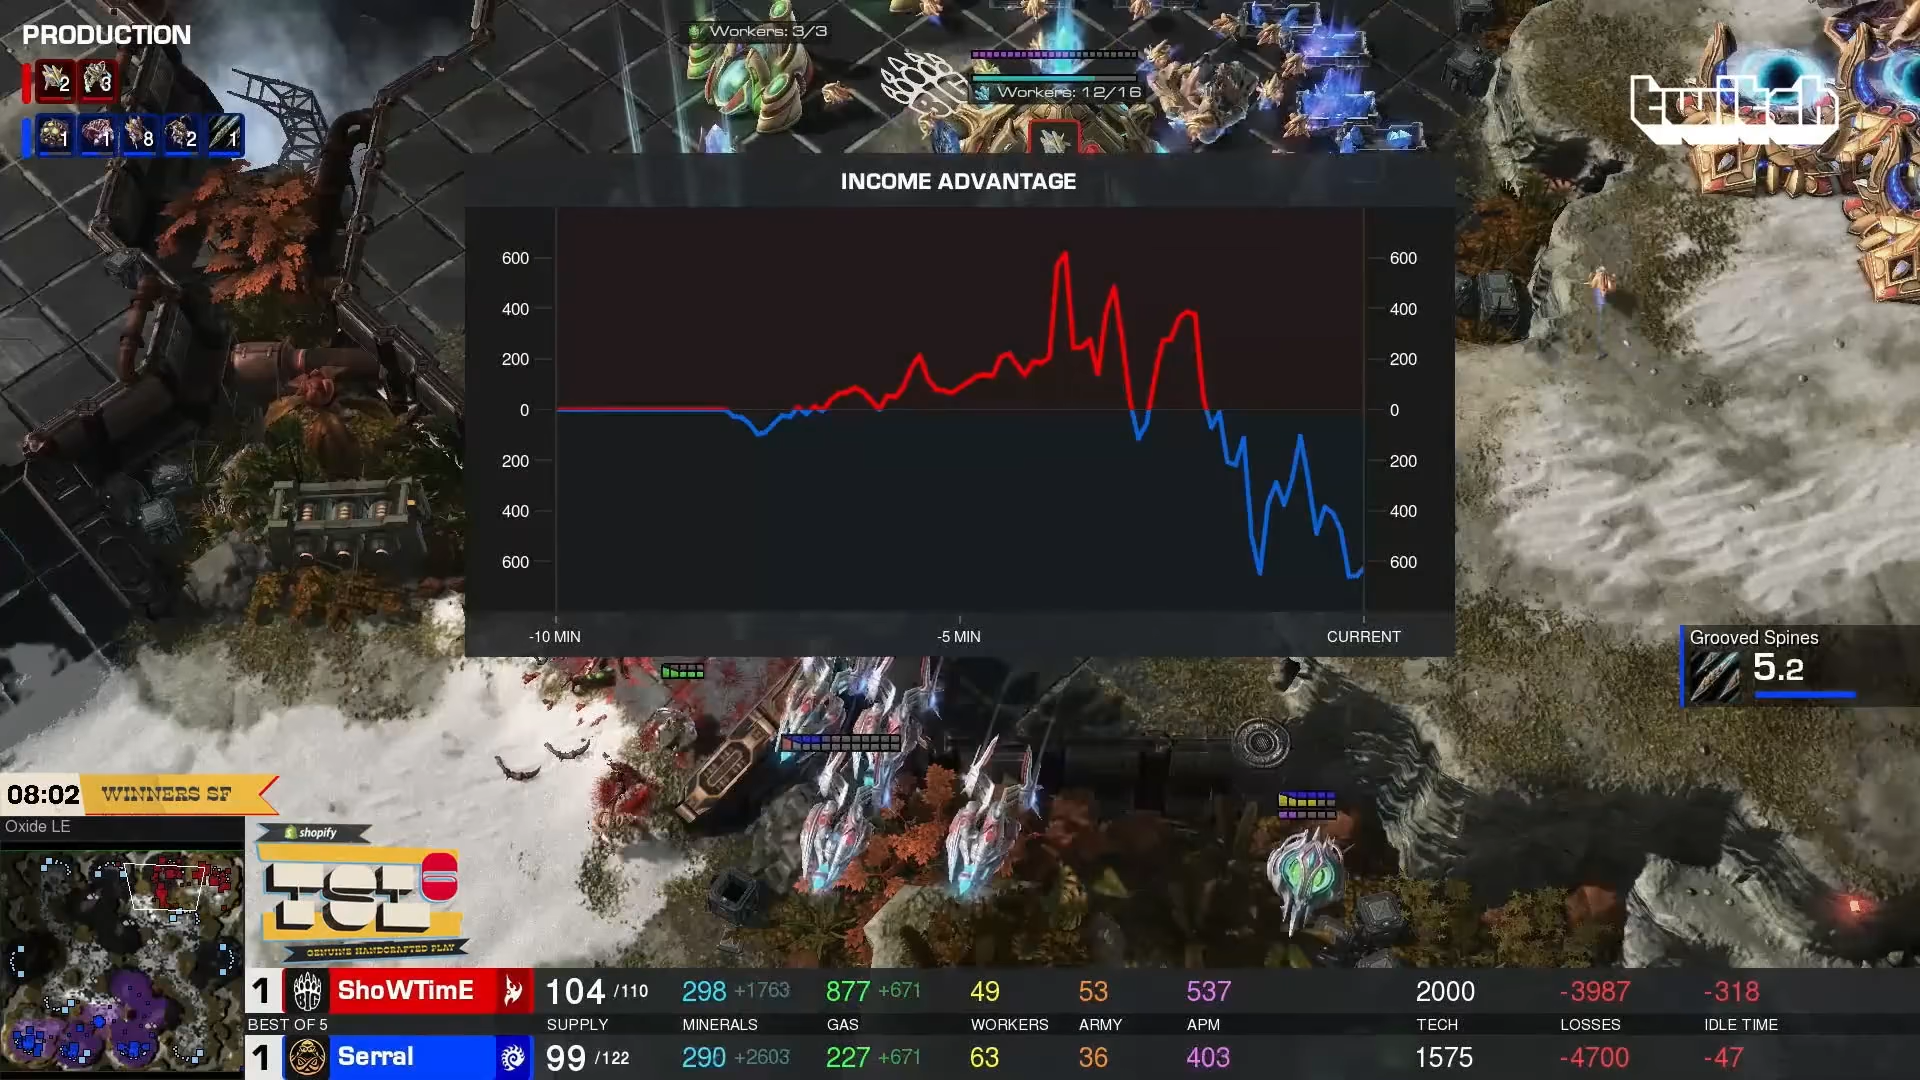 PRODUCTION
2 3
1 1 8 2 1
Workers: 3/3
Workers: 12/16
twitch
INCOME ADVANTAGE
600 600
400 400
200 200
0 0
200 200
400 400
600 600
-10 MIN -5 MIN CURRENT
Grooved Spines
5.2
08:02 WINNERS SF
Oxide LE
shopify
TSL
GENUINE HANDCRAFTED PLAY
1 ShoWTimE 104 /110 298 +1763 877 +671 49 53 537 2000 -3987 -318
BEST OF 5 SUPPLY MINERALS GAS WORKERS ARMY APM TECH LOSSES IDLE TIME
1 Serral 99 /122 290 +2603 227 +671 63 36 403 1575 -4700 -47